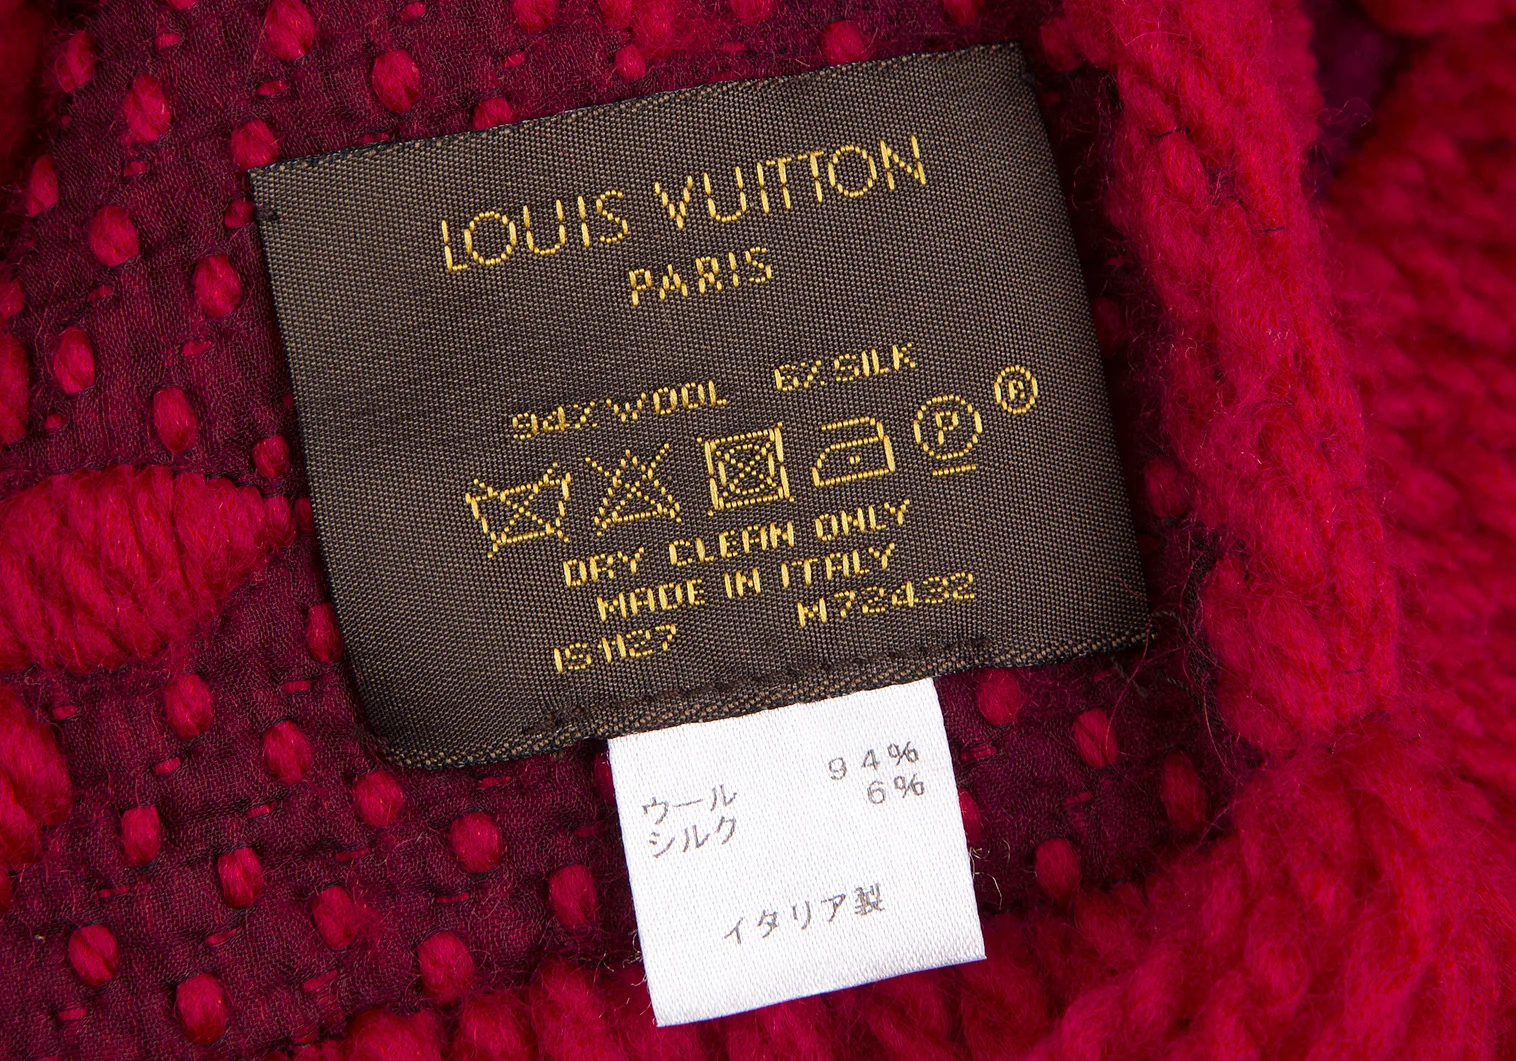 LOUIS VUITTON
PARIS
94% WOOL 6% SILK
P ®
DRY CLEAN ONLY
MADE IN ITALY
IS1127 M72432
ウール 94%
シルク 6%
イタリア製